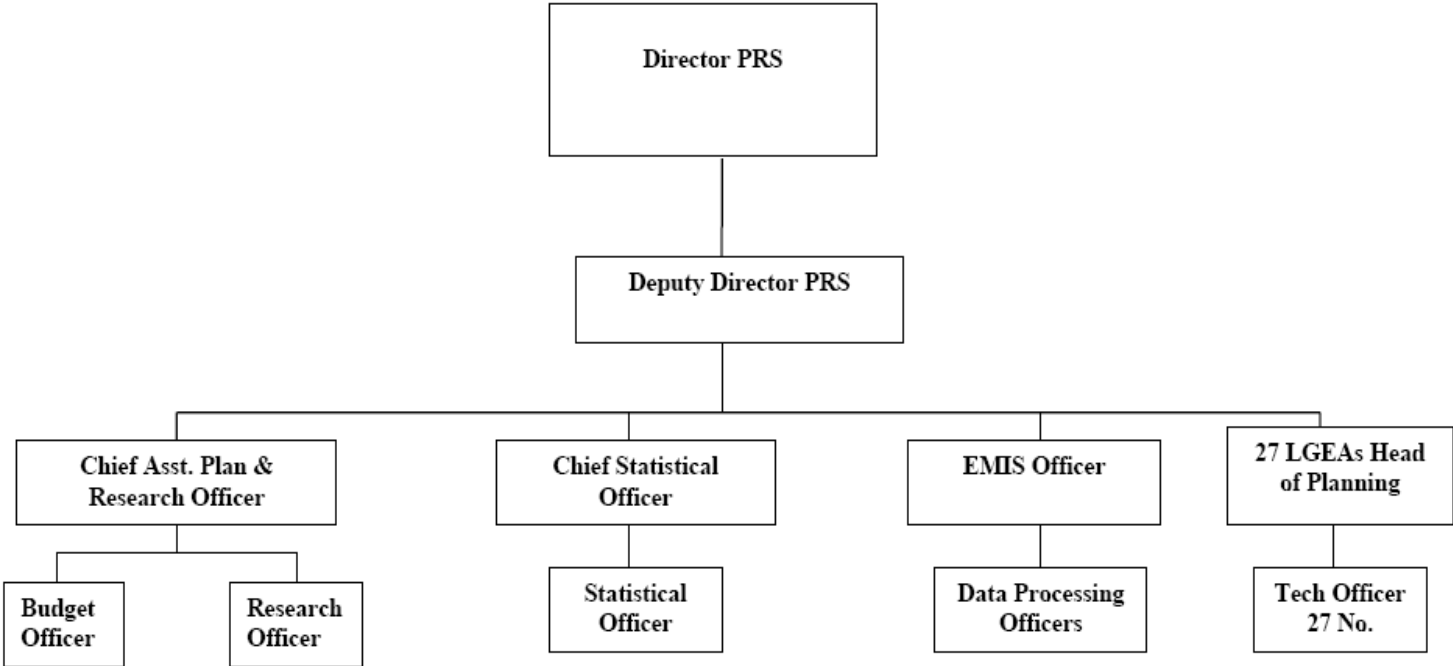 Director PRS
Deputy Director PRS
Chief Asst. Plan &
Research Officer
Chief Statistical
Officer
EMIS Officer
27 LGEAs Head
of Planning
Budget
Officer
Research
Officer
Statistical
Officer
Data Processing
Officers
Tech Officer
27 No.